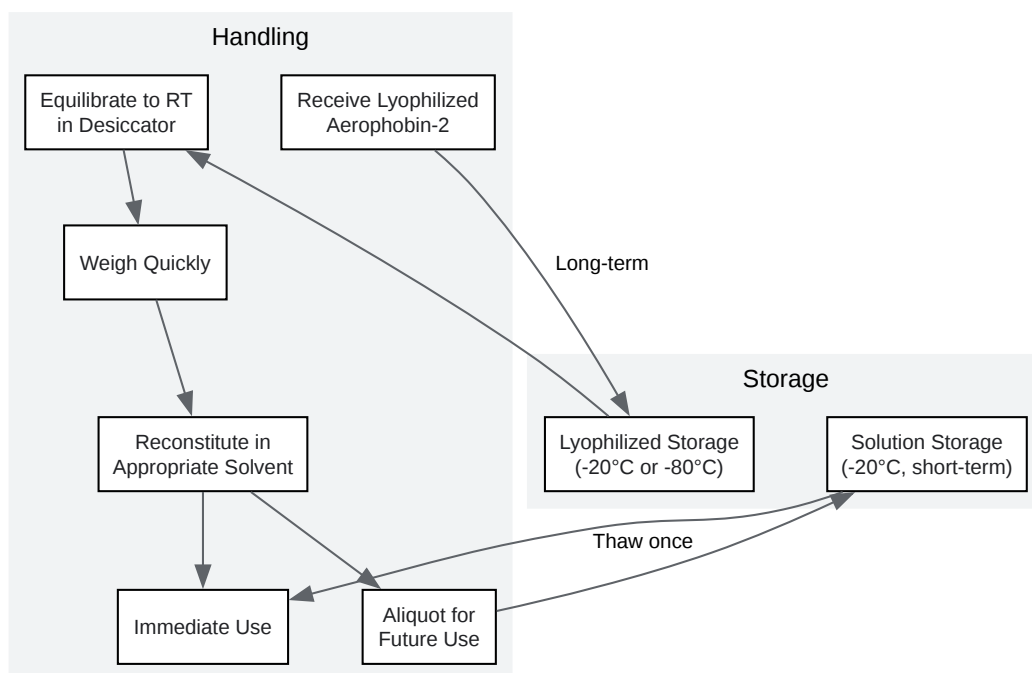 Handling
Equilibrate to RT
in Desiccator
Receive Lyophilized
Aerophobin-2
Weigh Quickly
Long-term
Storage
Reconstitute in
Appropriate Solvent
Lyophilized Storage
(-20°C or -80°C)
Solution Storage
(-20°C, short-term)
Thaw once
Immediate Use
Aliquot for
Future Use